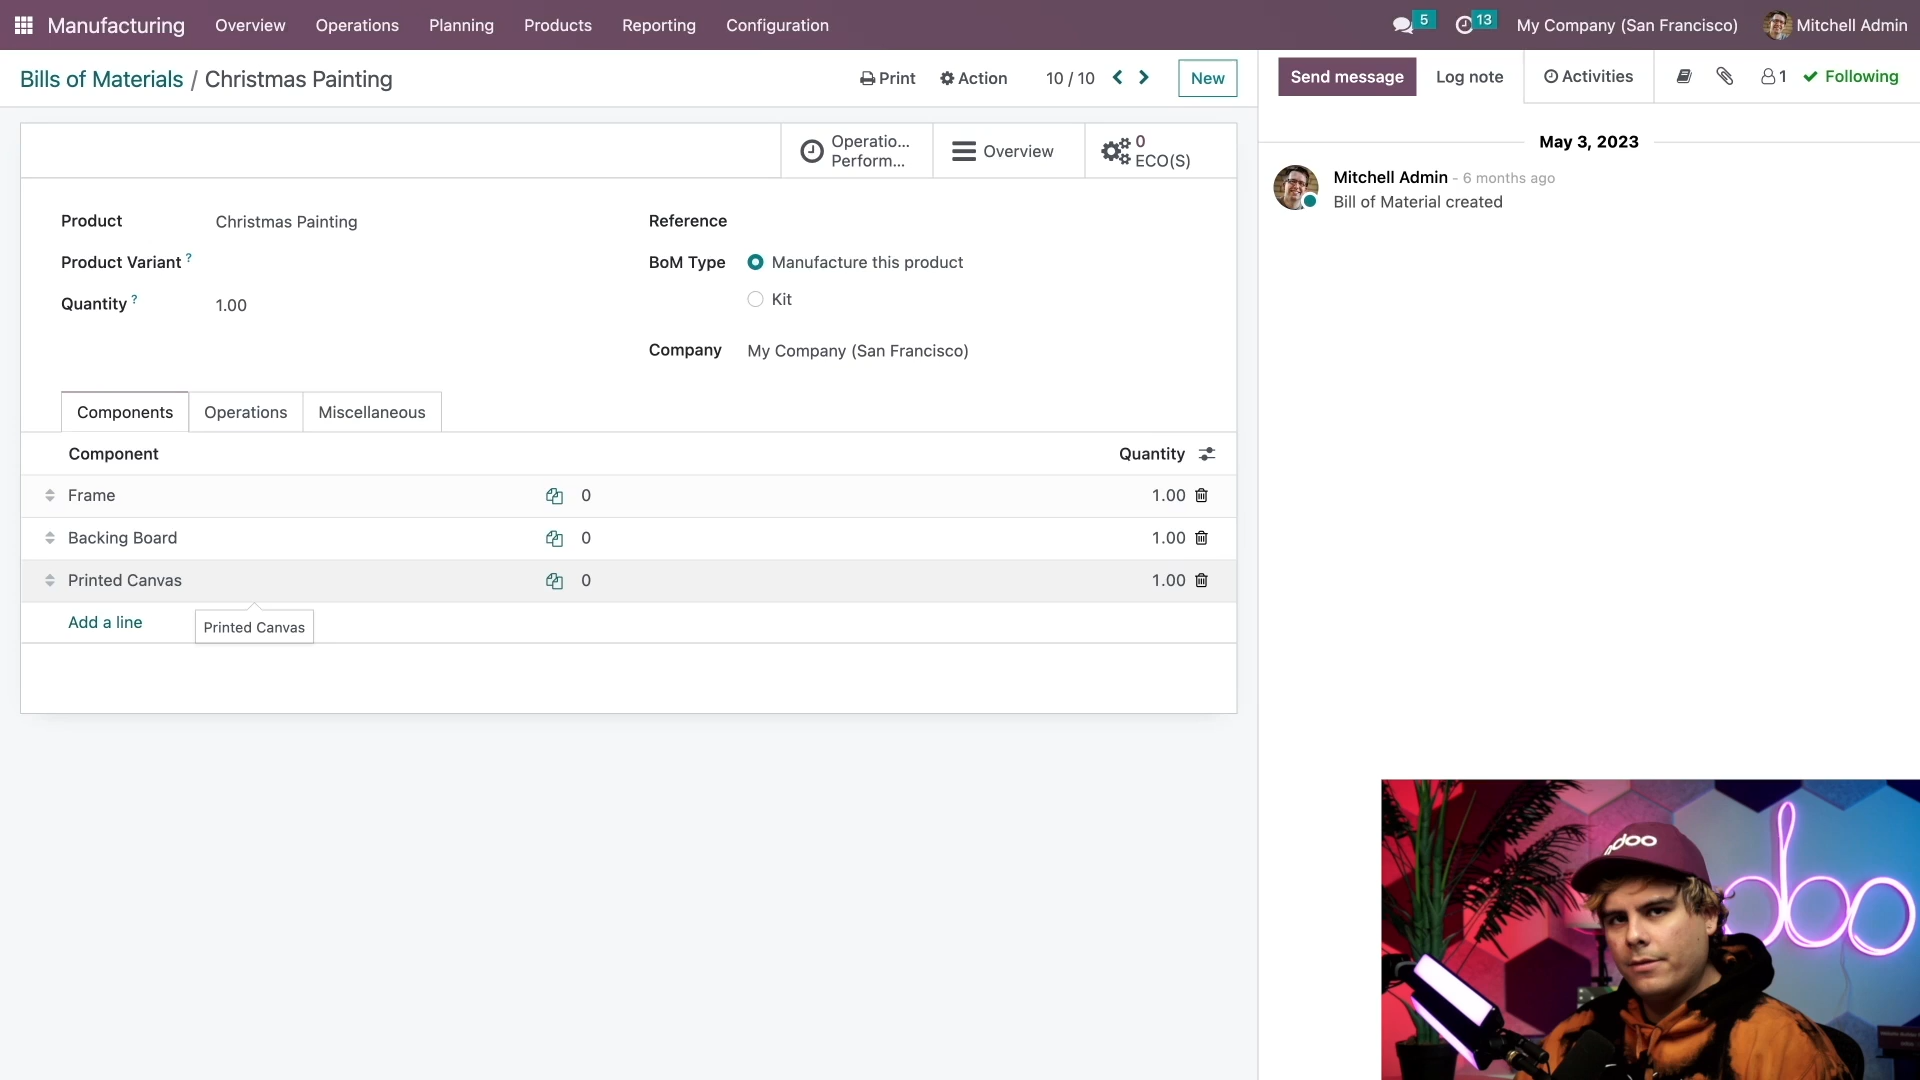 Manufacturing Overview Operations Planning Products Reporting Configuration 5 13 My Company (San Francisco) Mitchell Admin
Bills of Materials / Christmas Painting Print Action 10 / 10 New
Send message Log note Activities 1 Following
Operatio...
Perform...
Overview
0
ECO(S)
May 3, 2023
Mitchell Admin - 6 months ago
Bill of Material created
Product Christmas Painting
Product Variant ?
Quantity ? 1.00
Reference
BoM Type Manufacture this product
Kit
Company My Company (San Francisco)
Components Operations Miscellaneous
Component Quantity
Frame 0 1.00
Backing Board 0 1.00
Printed Canvas 0 1.00
Add a line
Printed Canvas
odoo